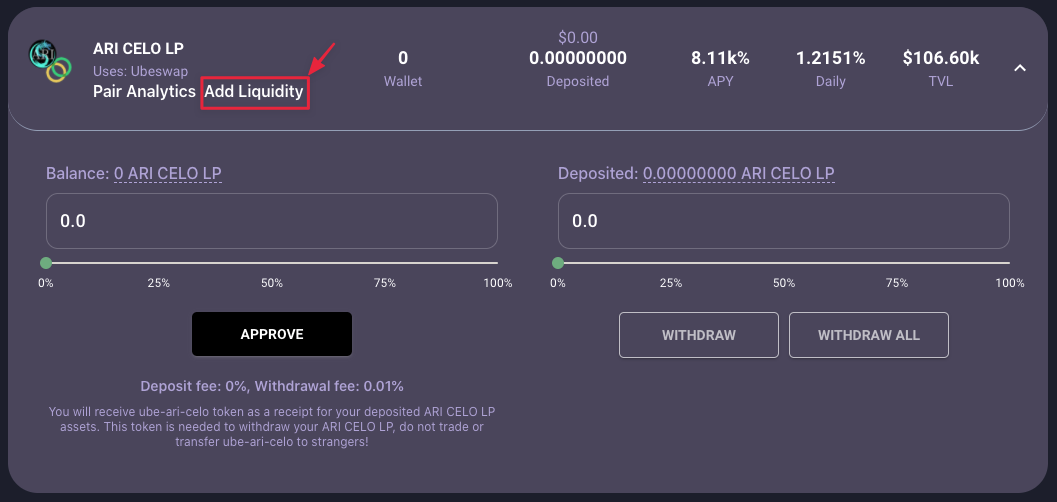 ARI CELO LP
Uses: Ubeswap
Pair Analytics Add Liquidity
0
Wallet
$0.00
0.00000000
Deposited
8.11k%
APY
1.2151%
Daily
$106.60k
TVL
Balance: 0 ARI CELO LP
0.0
0% 25% 50% 75% 100%
APPROVE
Deposit fee: 0%, Withdrawal fee: 0.01%
You will receive ube-ari-celo token as a receipt for your deposited ARI CELO LP
assets. This token is needed to withdraw your ARI CELO LP, do not trade or
transfer ube-ari-celo to strangers!
Deposited: 0.00000000 ARI CELO LP
0.0
0% 25% 50% 75% 100%
WITHDRAW
WITHDRAW ALL